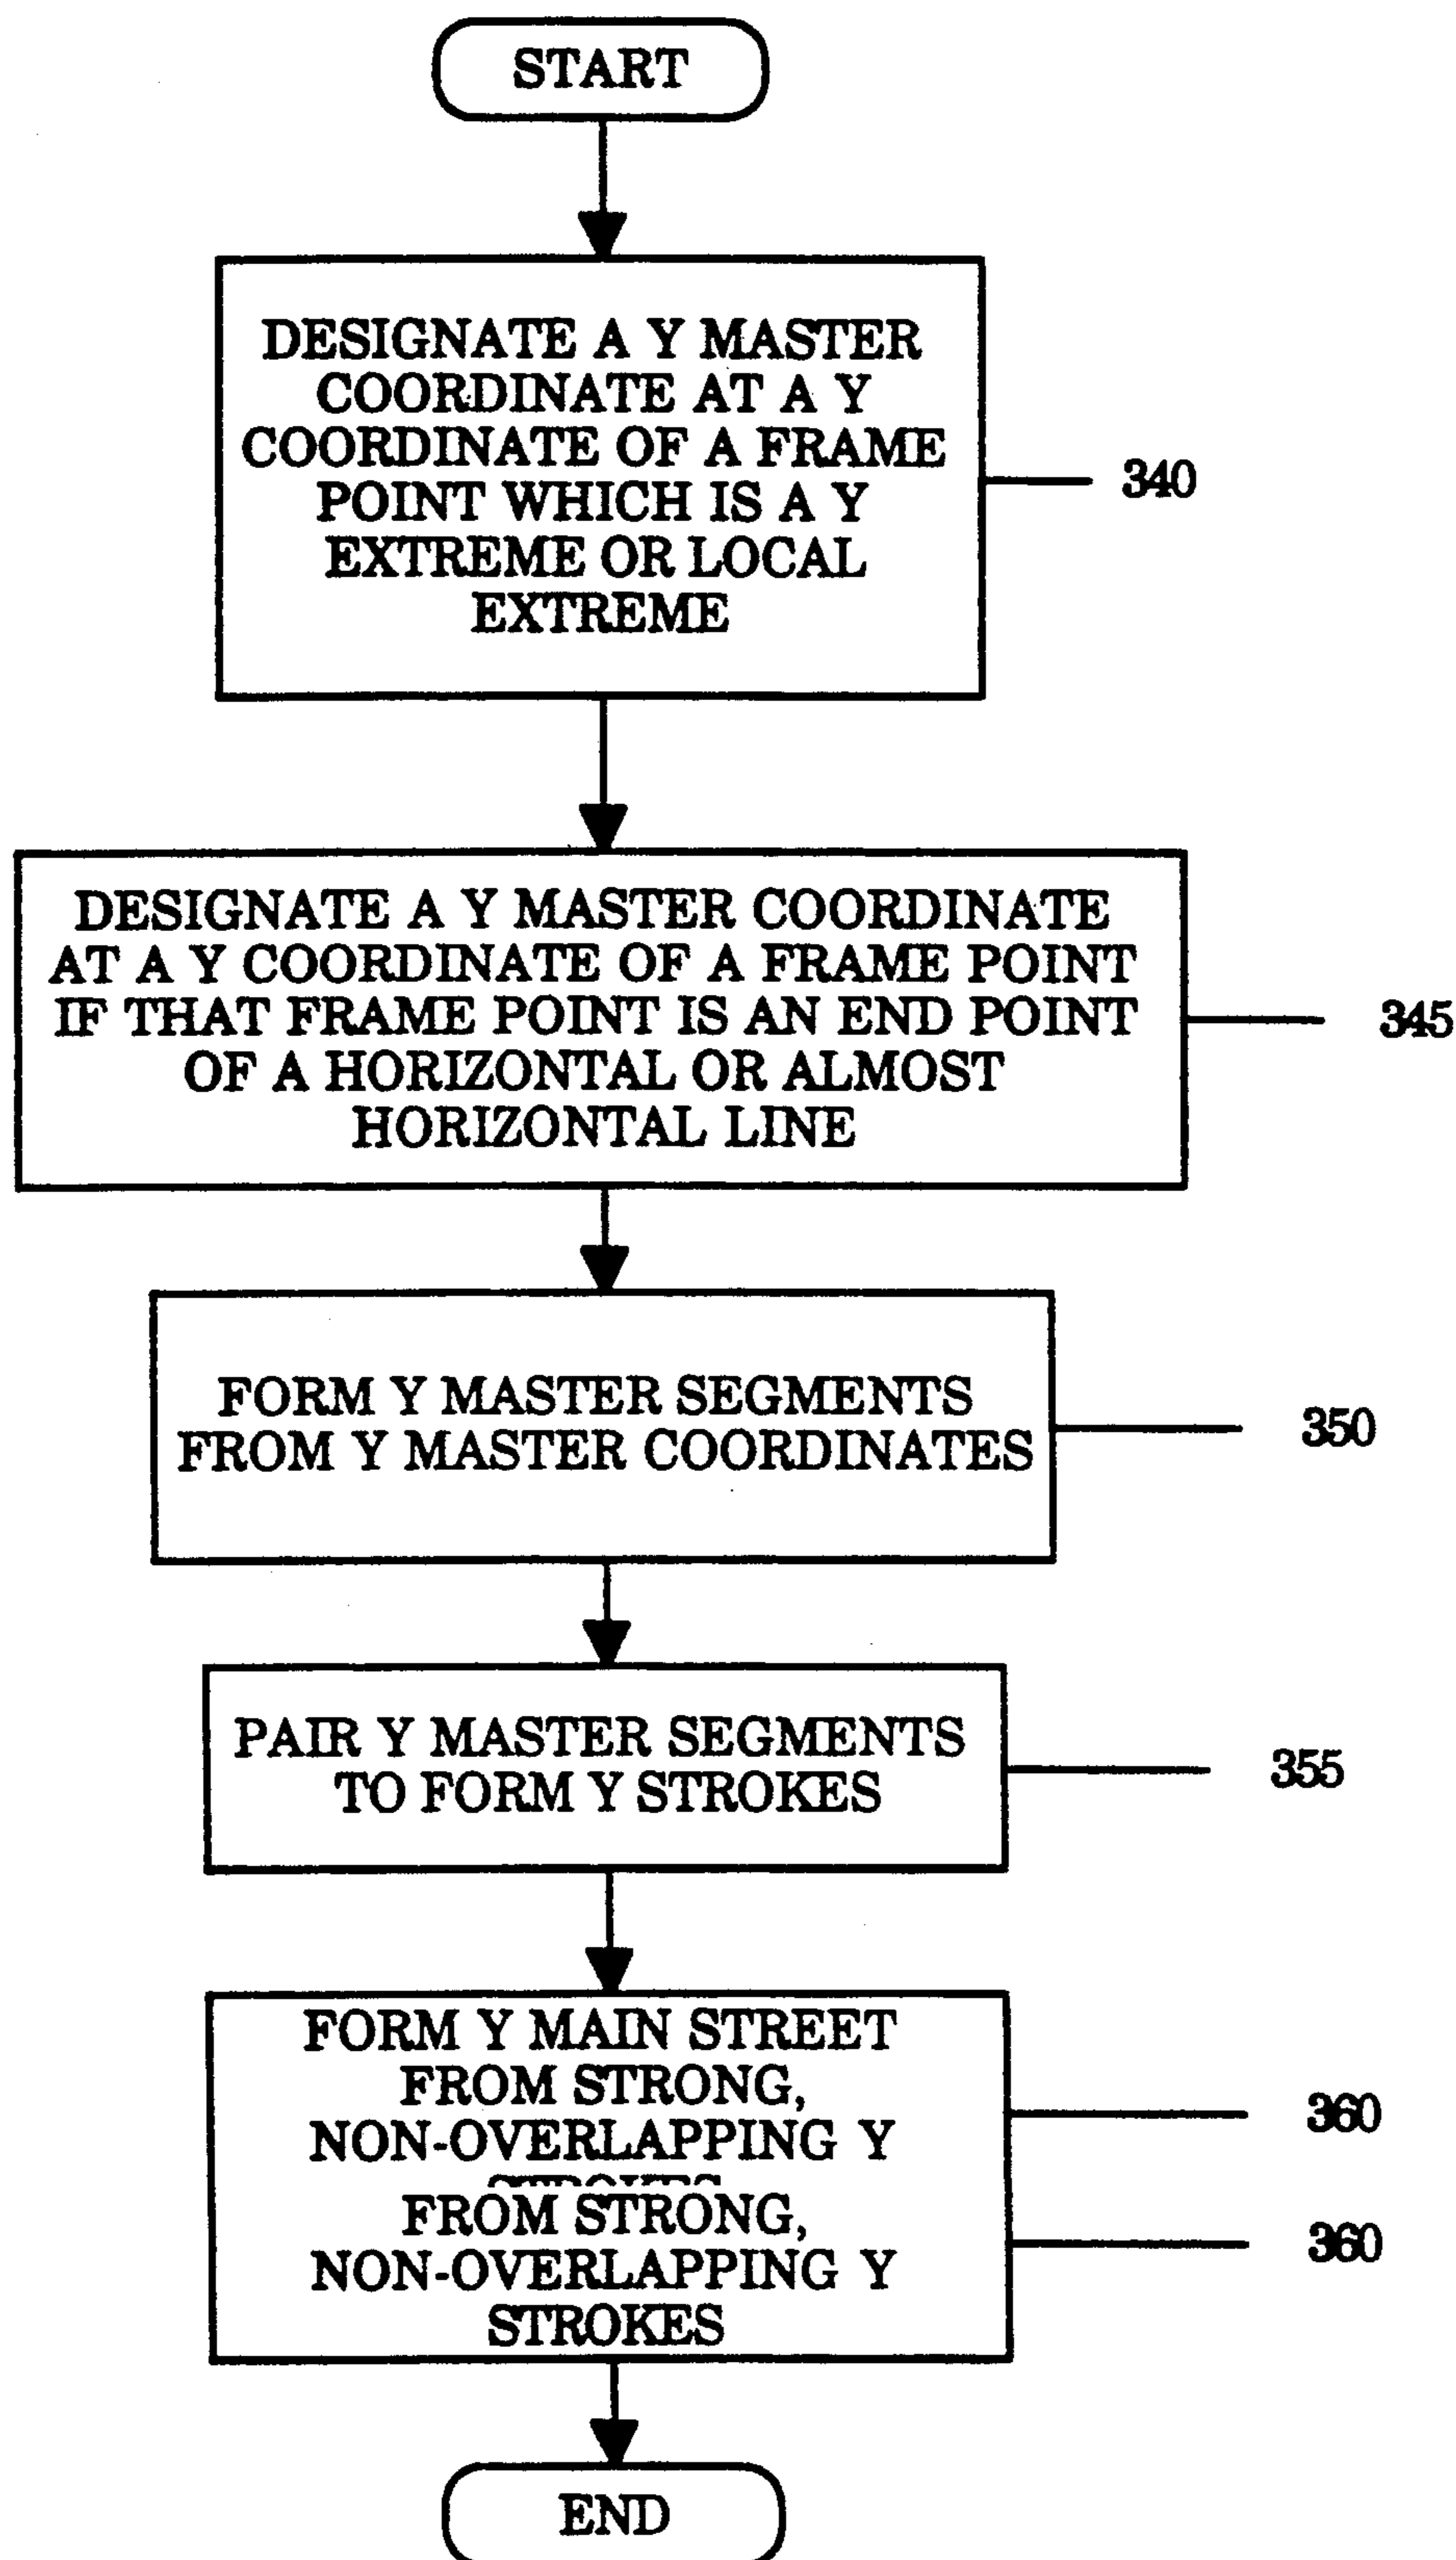 START
DESIGNATE A Y MASTER
COORDINATE AT A Y
COORDINATE OF A FRAME
POINT WHICH IS A Y
EXTREME OR LOCAL
EXTREME
340
DESIGNATE A Y MASTER COORDINATE
AT A Y COORDINATE OF A FRAME POINT
IF THAT FRAME POINT IS AN END POINT
OF A HORIZONTAL OR ALMOST
HORIZONTAL LINE
345
FORM Y MASTER SEGMENTS
FROM Y MASTER COORDINATES
350
PAIR Y MASTER SEGMENTS
TO FORM Y STROKES
355
FORM Y MAIN STREET
FROM STRONG,
NON-OVERLAPPING Y
360
FROM STRONG,
NON-OVERLAPPING Y
STROKES
360
END